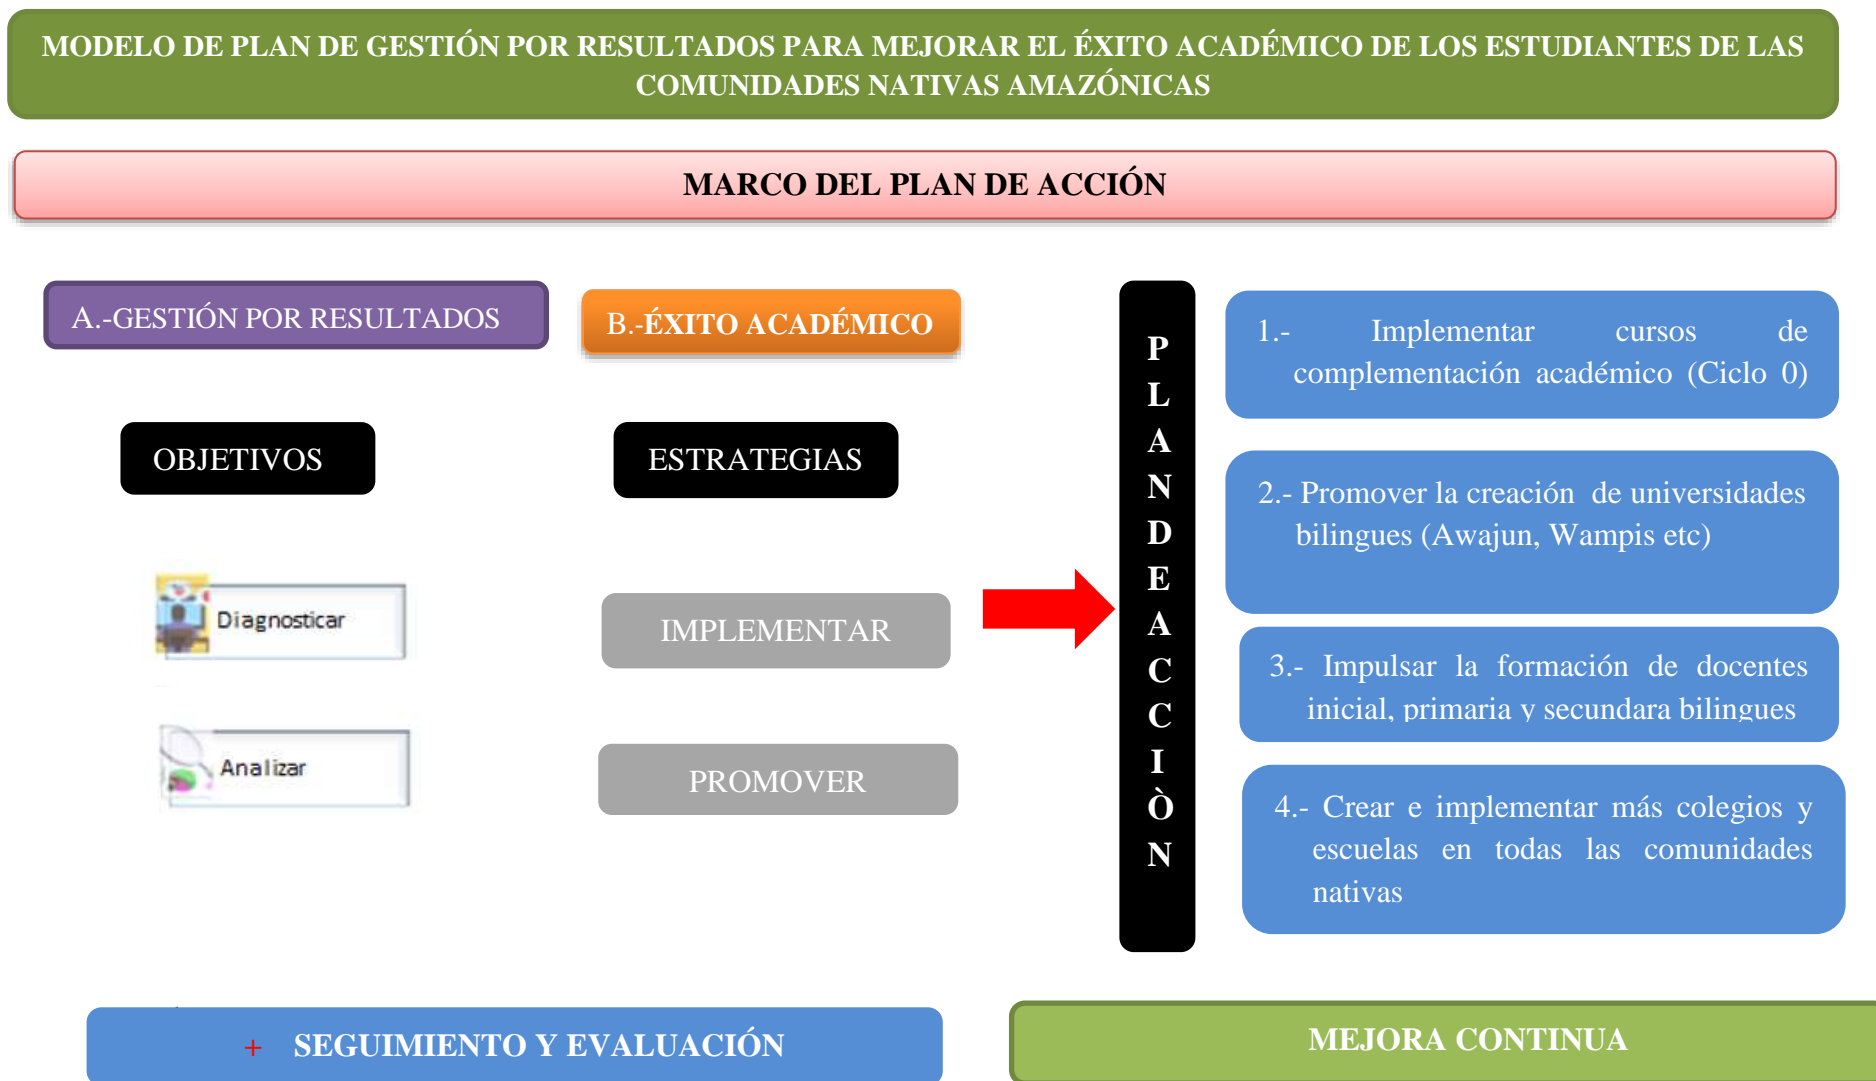 MODELO DE PLAN DE GESTIÓN POR RESULTADOS PARA MEJORAR EL ÉXITO ACADÉMICO DE LOS ESTUDIANTES DE LAS
COMUNIDADES NATIVAS AMAZÓNICAS
MARCO DEL PLAN DE ACCIÓN
A.-GESTIÓN POR RESULTADOS
B.-ÉXITO ACADÉMICO
OBJETIVOS
ESTRATEGIAS
Diagnosticar
IMPLEMENTAR
Analizar
PROMOVER
P
L
A
N
D
E
A
C
C
I
Ò
N
1.- Implementar cursos de
complementación académico (Ciclo 0)
2.- Promover la creación de universidades
bilingues (Awajun, Wampis etc)
3.- Impulsar la formación de docentes
inicial, primaria y secundara bilingues
4.- Crear e implementar más colegios y
escuelas en todas las comunidades
nativas
+ SEGUIMIENTO Y EVALUACIÓN
MEJORA CONTINUA